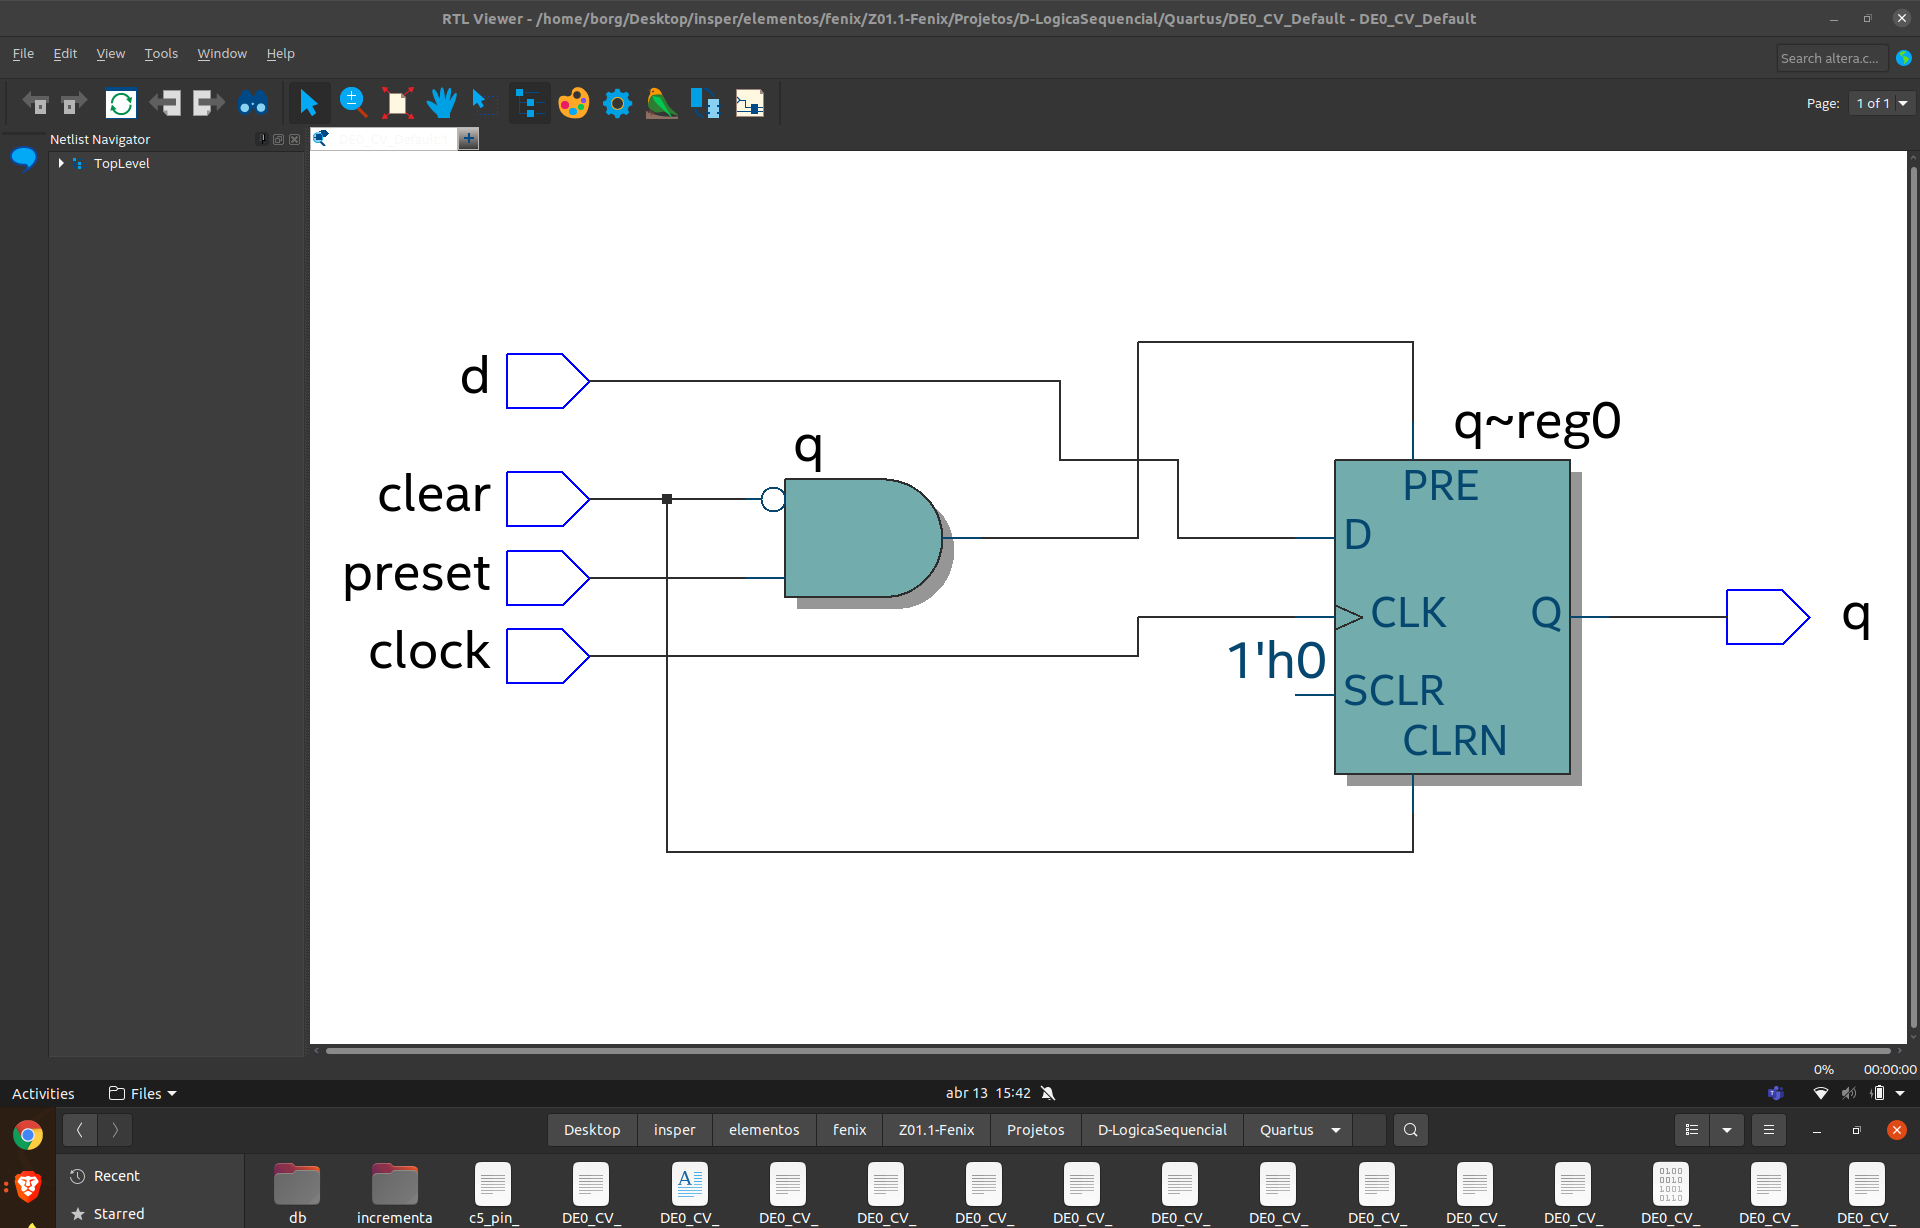 RTL Viewer - /home/borg/Desktop/insper/elementos/fenix/Z01.1-Fenix/Projetos/D-LogicaSequencial/Quartus/DE0_CV_Default - DE0_CV_Default
File Edit View Tools Window Help
Search altera.c...
Page: 1 of 1
Netlist Navigator
TopLevel
d
q
clear
preset
clock
q~reg0
PRE
D
CLK
Q
1'h0
SCLR
CLRN
q
0% 00:00:00
Activities Files abr 13 15:42
Desktop insper elementos fenix Z01.1-Fenix Projetos D-LogicaSequencial Quartus
Recent
Starred
db incrementa c5_pin_ DE0_CV_ DE0_CV_ DE0_CV_ DE0_CV_ DE0_CV_ DE0_CV_ DE0_CV_ DE0_CV_ DE0_CV_ DE0_CV_ DE0_CV_ DE0_CV_ DE0_CV_ DE0_CV_